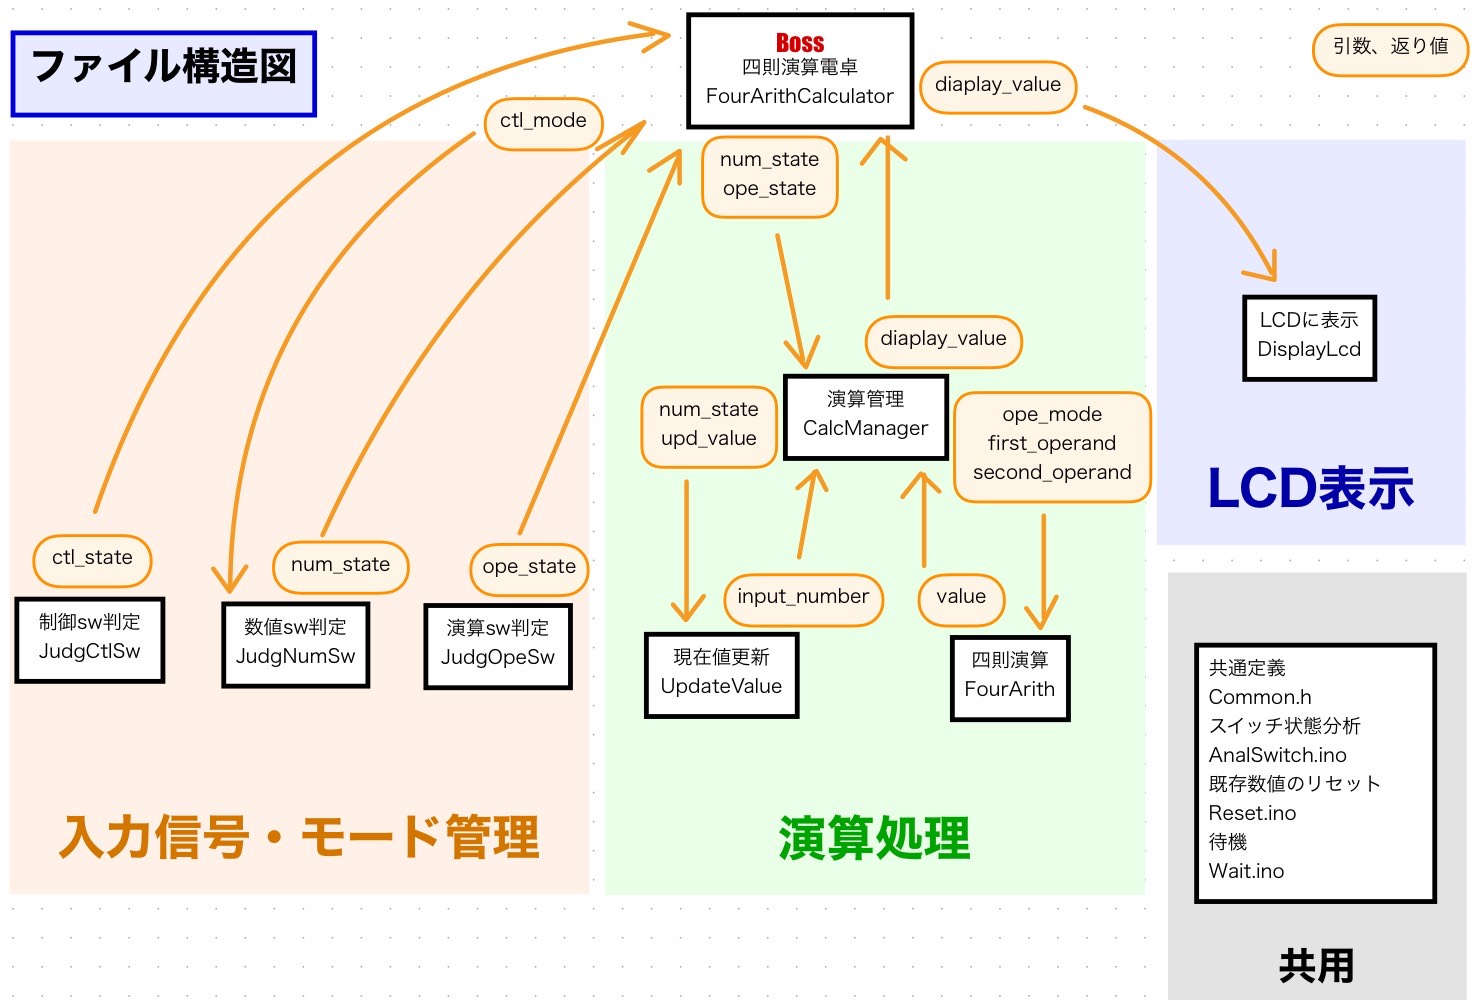 ファイル構造図
Boss
四則演算電卓
FourArithCalculator
引数、返り値
diaplay_value
ctl_mode
num_state
ope_state
diaplay_value
LCDに表示
DisplayLcd
演算管理
CalcManager
num_state
upd_value
ope_mode
first_operand
second_operand
LCD表示
ctl_state
num_state
ope_state
input_number
value
制御sw判定
JudgCtlSw
数値sw判定
JudgNumSw
演算sw判定
JudgOpeSw
現在値更新
UpdateValue
四則演算
FourArith
共通定義
Common.h
スイッチ状態分析
AnalSwitch.ino
既存数値のリセット
Reset.ino
待機
Wait.ino
入力信号・モード管理
演算処理
共用